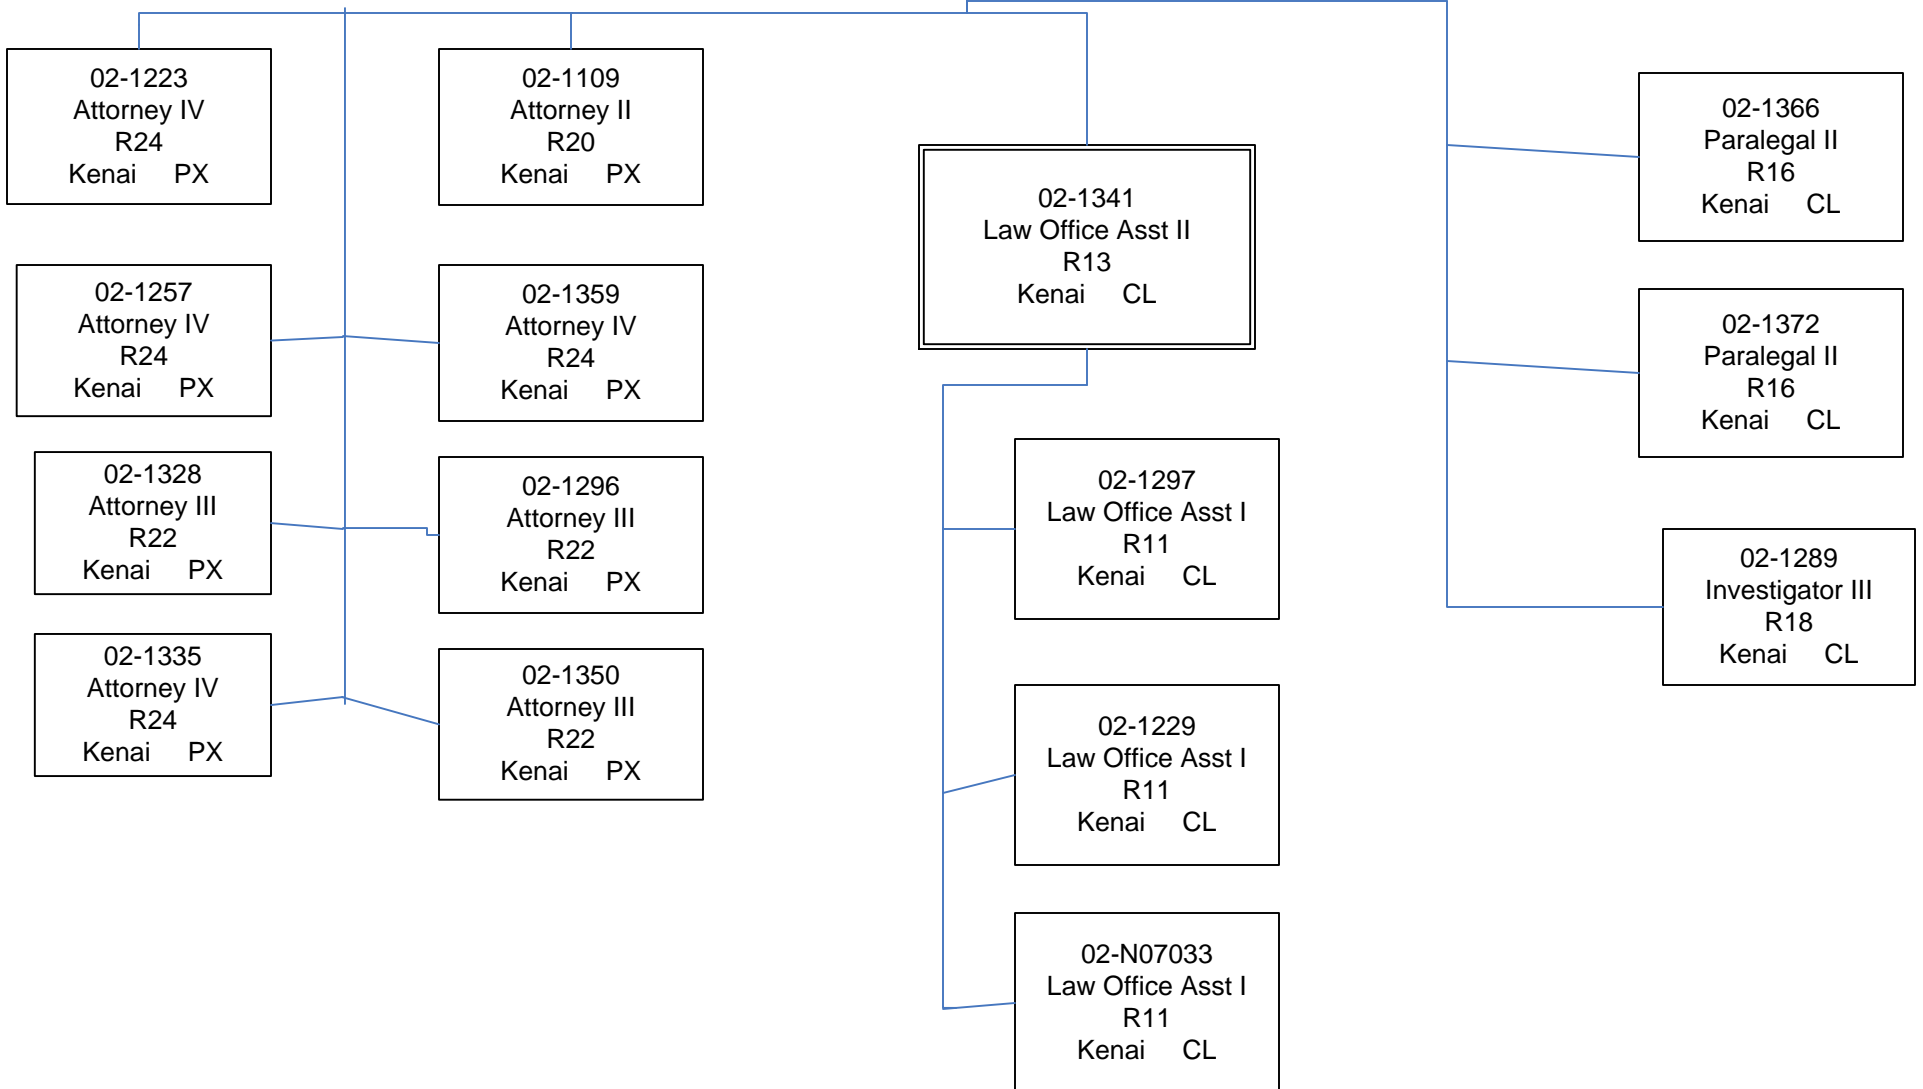 02-1223
Attorney IV
R24
Kenai PX
02-1109
Attorney II
R20
Kenai PX
02-1341
Law Office Asst II
R13
Kenai CL
02-1366
Paralegal II
R16
Kenai CL
02-1257
Attorney IV
R24
Kenai PX
02-1359
Attorney IV
R24
Kenai PX
02-1372
Paralegal II
R16
Kenai CL
02-1328
Attorney III
R22
Kenai PX
02-1296
Attorney III
R22
Kenai PX
02-1297
Law Office Asst I
R11
Kenai CL
02-1289
Investigator III
R18
Kenai CL
02-1335
Attorney IV
R24
Kenai PX
02-1350
Attorney III
R22
Kenai PX
02-1229
Law Office Asst I
R11
Kenai CL
02-N07033
Law Office Asst I
R11
Kenai CL